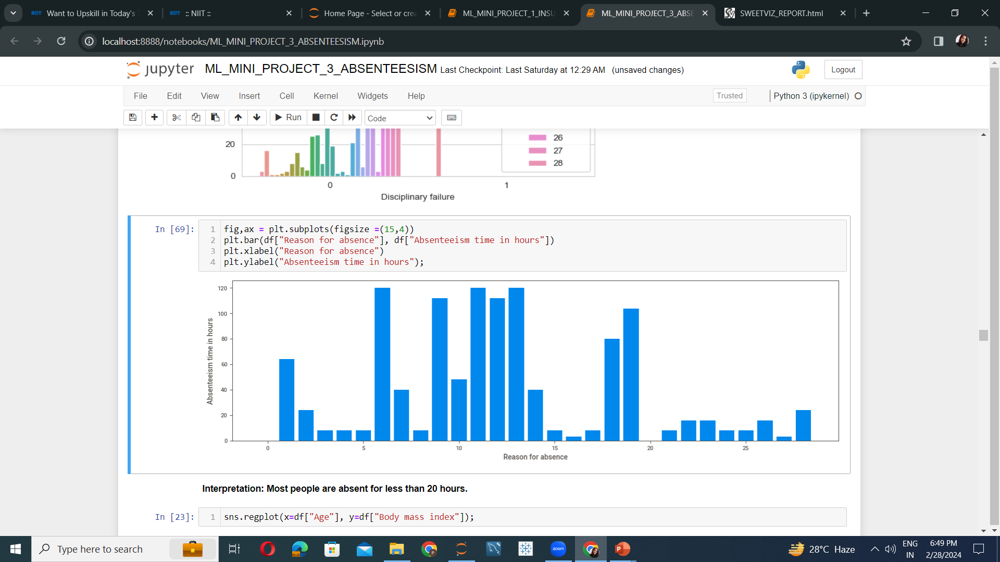 Want to Upskill in Today's
:: NIIT ::
Home Page - Select or crea
ML_MINI_PROJECT_1_INSU
ML_MINI_PROJECT_3_ABSE
SWEETVIZ_REPORT.html
localhost:8888/notebooks/ML_MINI_PROJECT_3_ABSENTEESISM.ipynb
jupyter ML_MINI_PROJECT_3_ABSENTEESISM Last Checkpoint: Last Saturday at 12:29 AM (unsaved changes)
Logout
File Edit View Insert Cell Kernel Widgets Help
Trusted
Python 3 (ipykernel)
Run
Code
20
0
26
27
28
0 1
Disciplinary failure
In [69]:
1 fig,ax = plt.subplots(figsize =(15,4))
2 plt.bar(df["Reason for absence"], df["Absenteeism time in hours"])
3 plt.xlabel("Reason for absence")
4 plt.ylabel("Absenteeism time in hours");
120
100
80
60
40
20
0
Absenteeism time in hours
0 5 10 15 20 25
Reason for absence
Interpretation: Most people are absent for less than 20 hours.
In [23]:
1 sns.regplot(x=df["Age"], y=df["Body mass index"]);
Type here to search
zoom
28°C Haze
ENG
IN
6:49 PM
2/28/2024